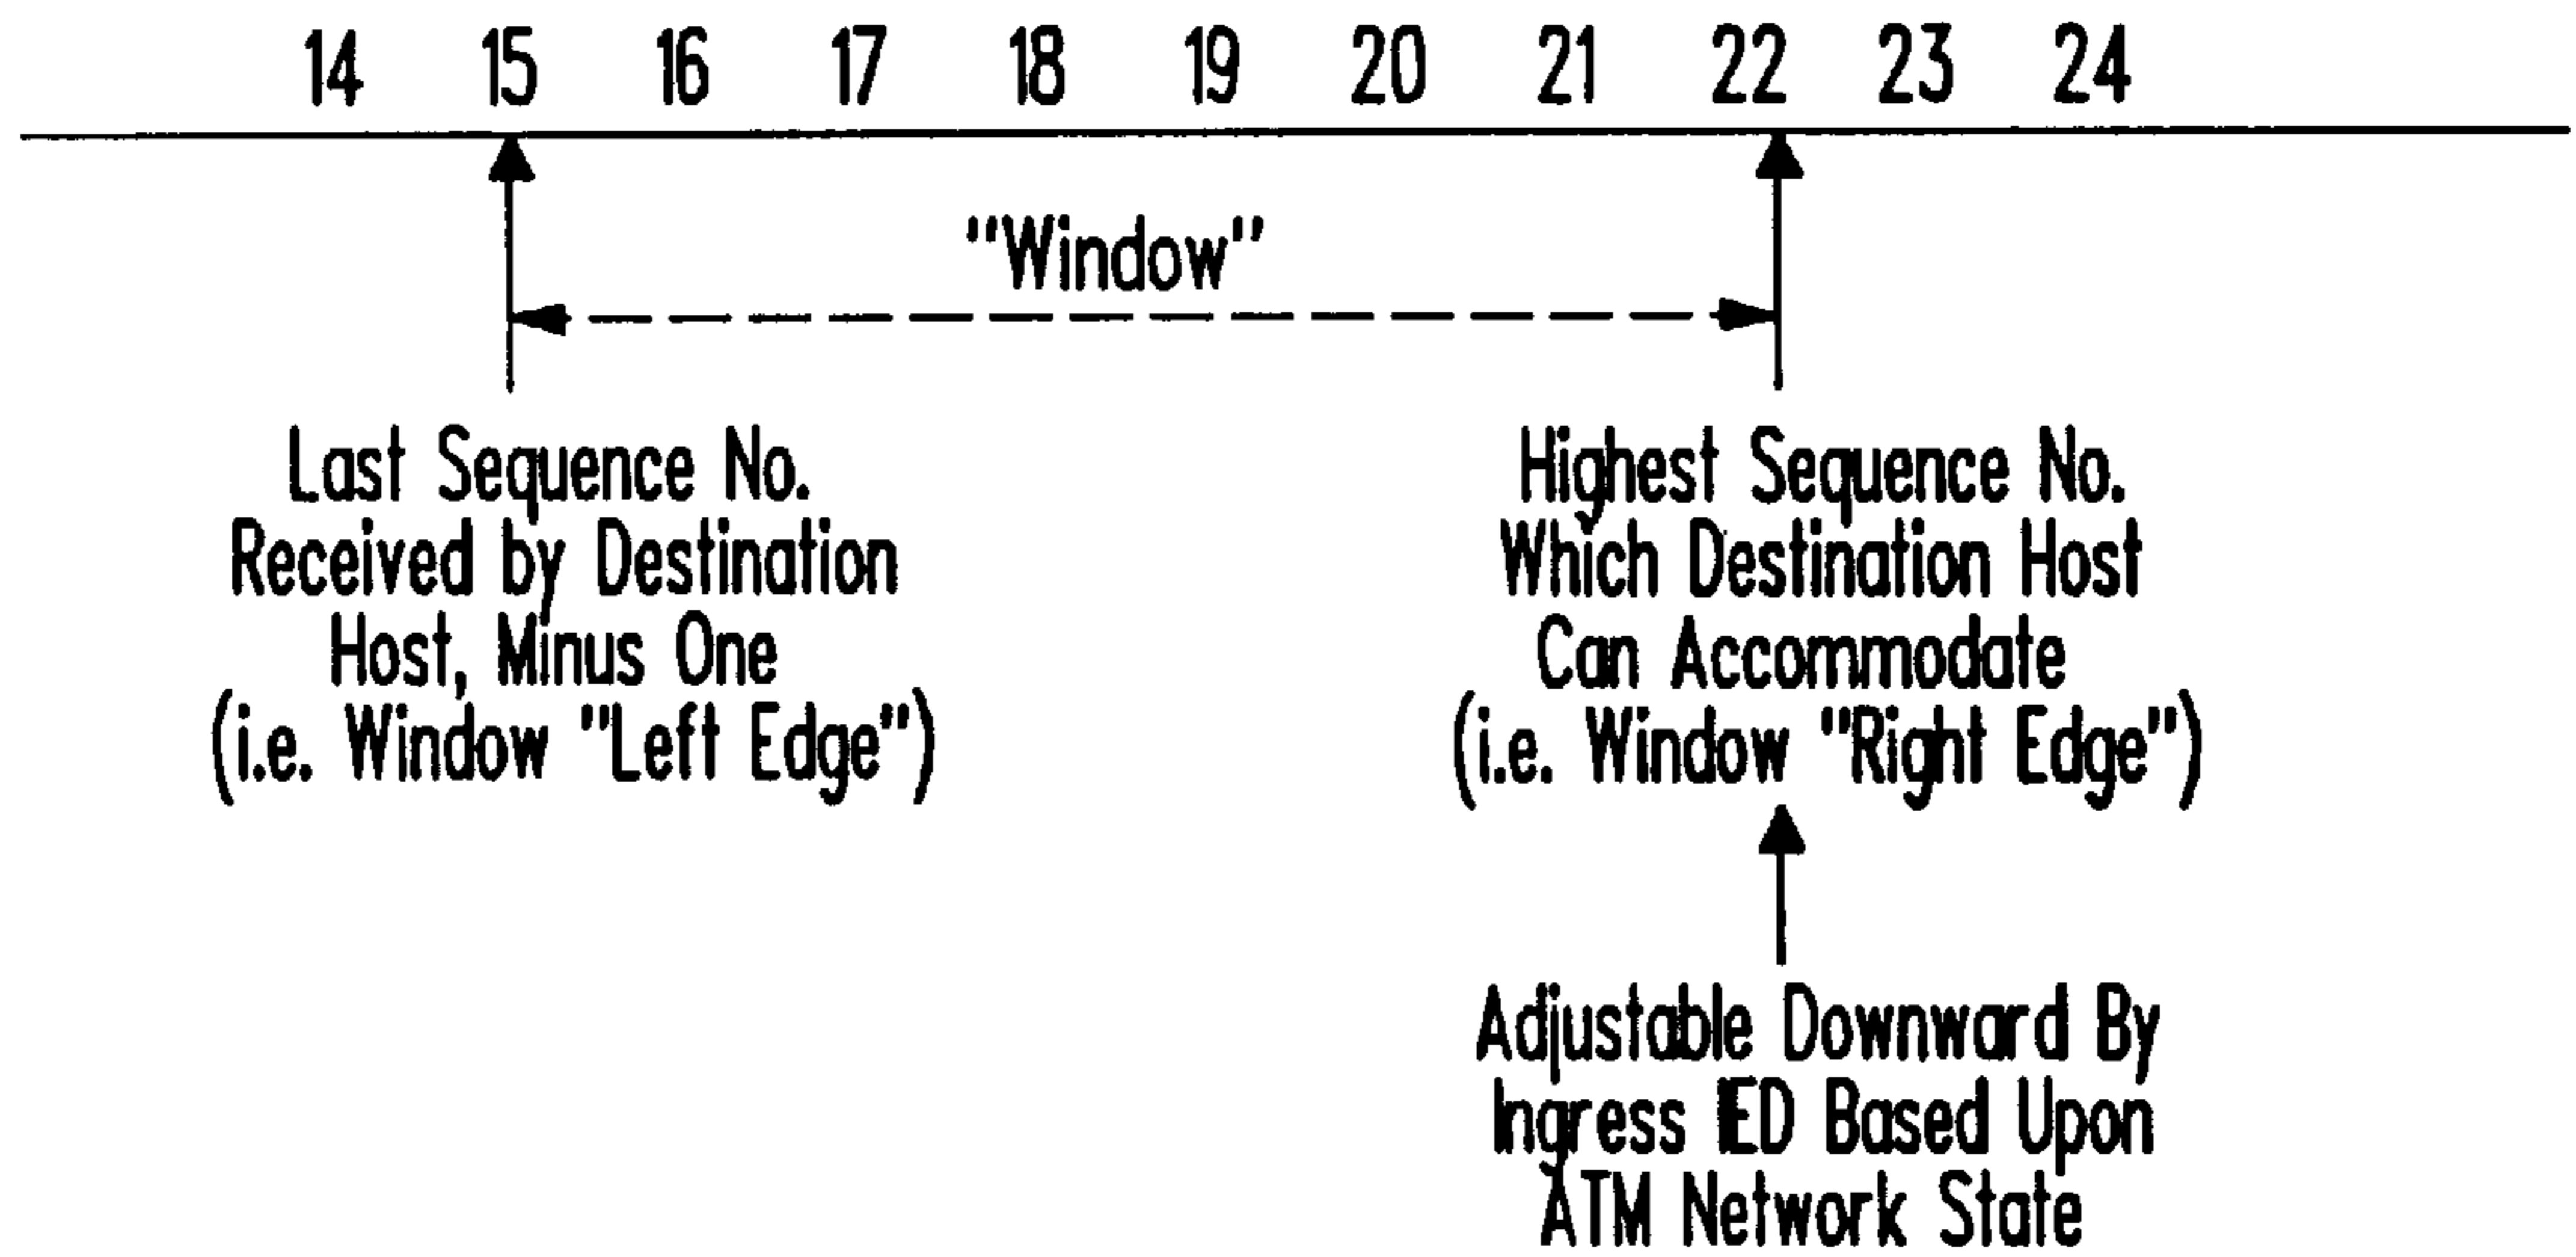 14 15 16 17 18 19 20 21 22 23 24
"Window"
Last Sequence No.
Received by Destination
Host, Minus One
(i.e. Window "Left Edge")
Highest Sequence No.
Which Destination Host
Can Accommodate
(i.e. Window "Right Edge")
Adjustable Downward By
Ingress IED Based Upon
ATM Network State